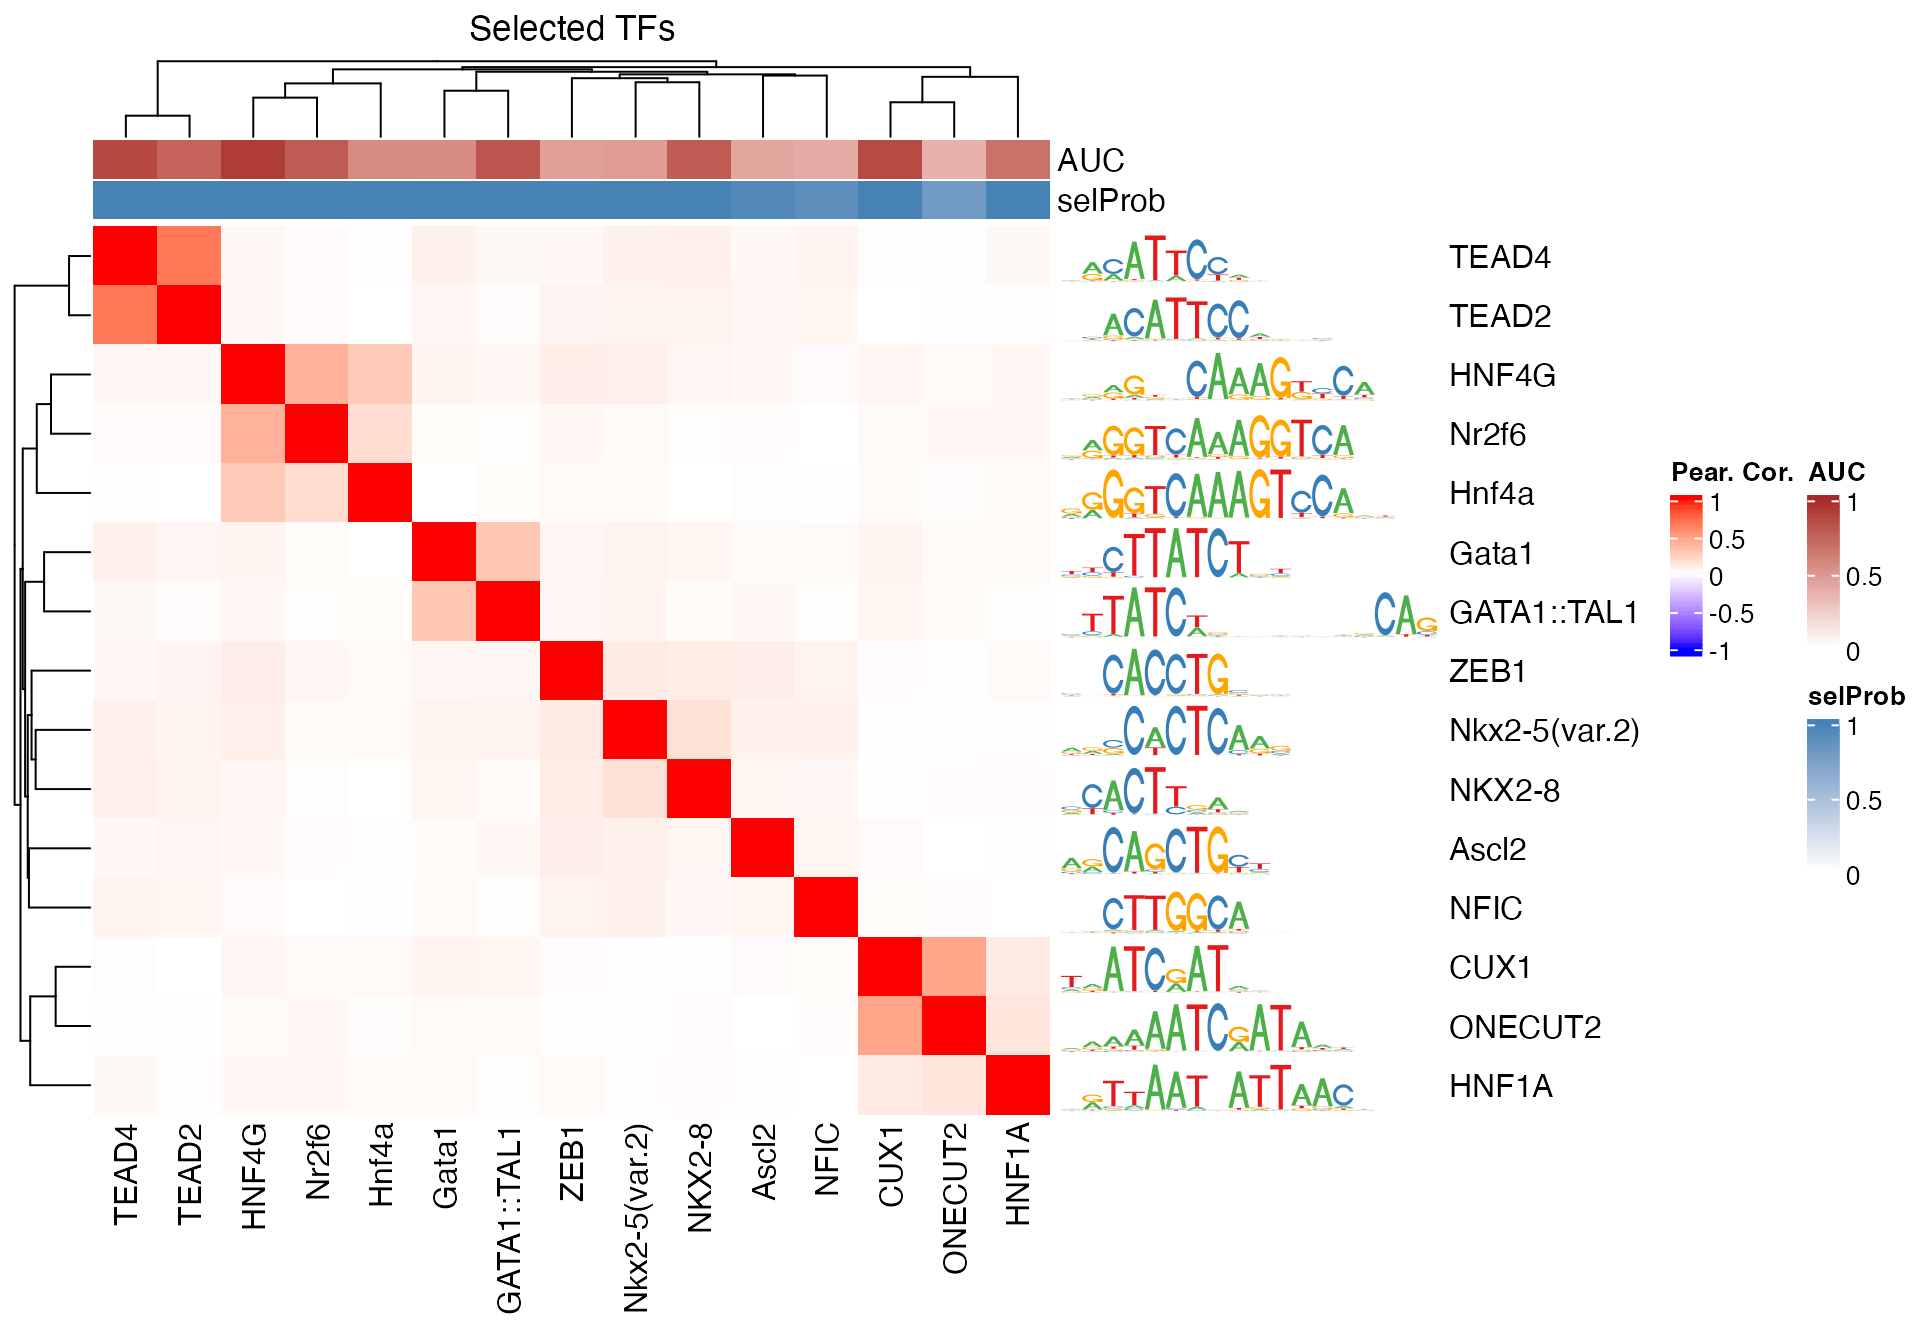 Selected TFs
AUC
selProb
TEAD4
TEAD2
HNF4G
Nr2f6
Hnf4a
Gata1
GATA1::TAL1
ZEB1
Nkx2-5(var.2)
NKX2-8
Ascl2
NFIC
CUX1
ONECUT2
HNF1A
TEAD4 TEAD2 HNF4G Nr2f6 Hnf4a Gata1 GATA1::TAL1 ZEB1 Nkx2-5(var.2) NKX2-8 Ascl2 NFIC CUX1 ONECUT2 HNF1A
Pear. Cor.
1
0.5
0
-0.5
-1
AUC
1
0.5
0
selProb
1
0.5
0